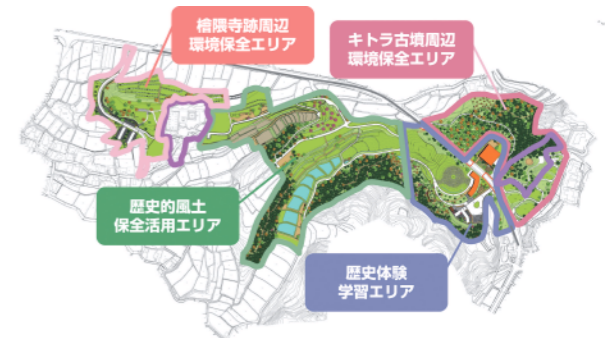 檜隈寺跡周辺
環境保全エリア
キトラ古墳周辺
環境保全エリア
歴史的風土
保全活用エリア
歴史体験
学習エリア